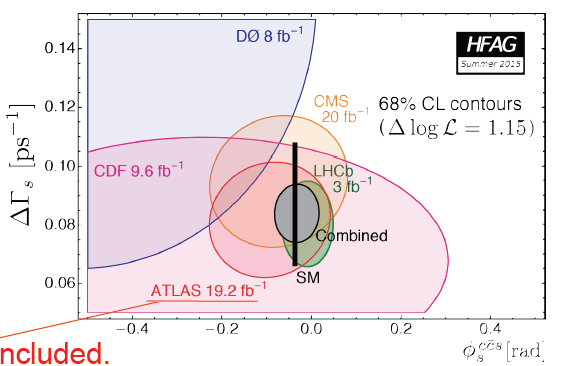 0.14
0.12
0.10
0.08
0.06
ΔΓₛ [ps⁻¹]
DØ 8 fb⁻¹
HFAG
Summer 2015
CMS
20 fb⁻¹
68% CL contours
(Δ log ℒ = 1.15)
CDF 9.6 fb⁻¹
LHCb
3 fb⁻¹
Combined
SM
ATLAS 19.2 fb⁻¹
−0.4 −0.2 0.0 0.2 0.4
ϕₛᶜᶜ̄ˢ [rad]
ncluded.